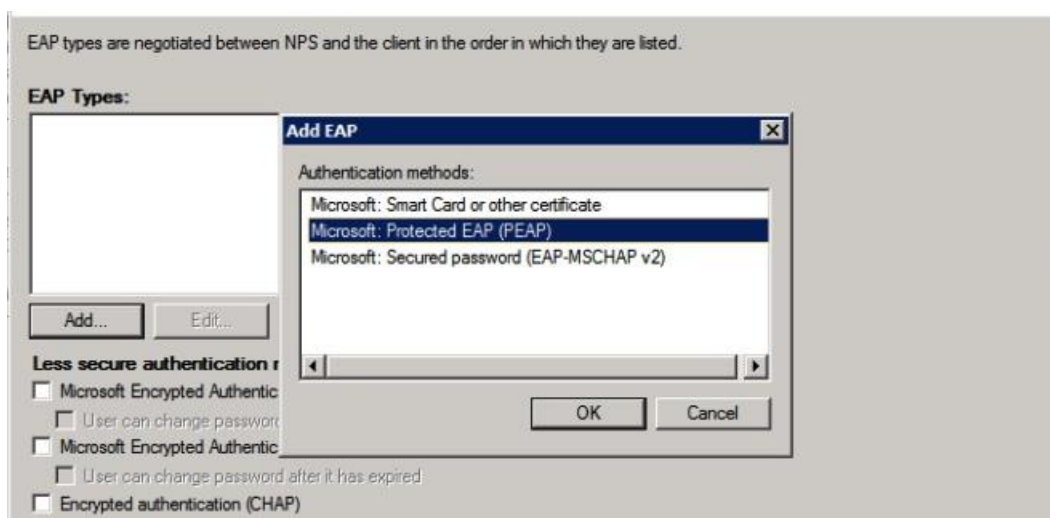 EAP types are negotiated between NPS and the client in the order in which they are listed.
EAP Types:
Add EAP
Authentication methods:
Microsoft: Smart Card or other certificate
Microsoft: Protected EAP (PEAP)
Microsoft: Secured password (EAP-MSCHAP v2)
Add...
Edit...
OK
Cancel
Less secure authentication
Microsoft Encrypted Authentic
User can change password
Microsoft Encrypted Authentic
User can change password after it has expired
Encrypted authentication (CHAP)